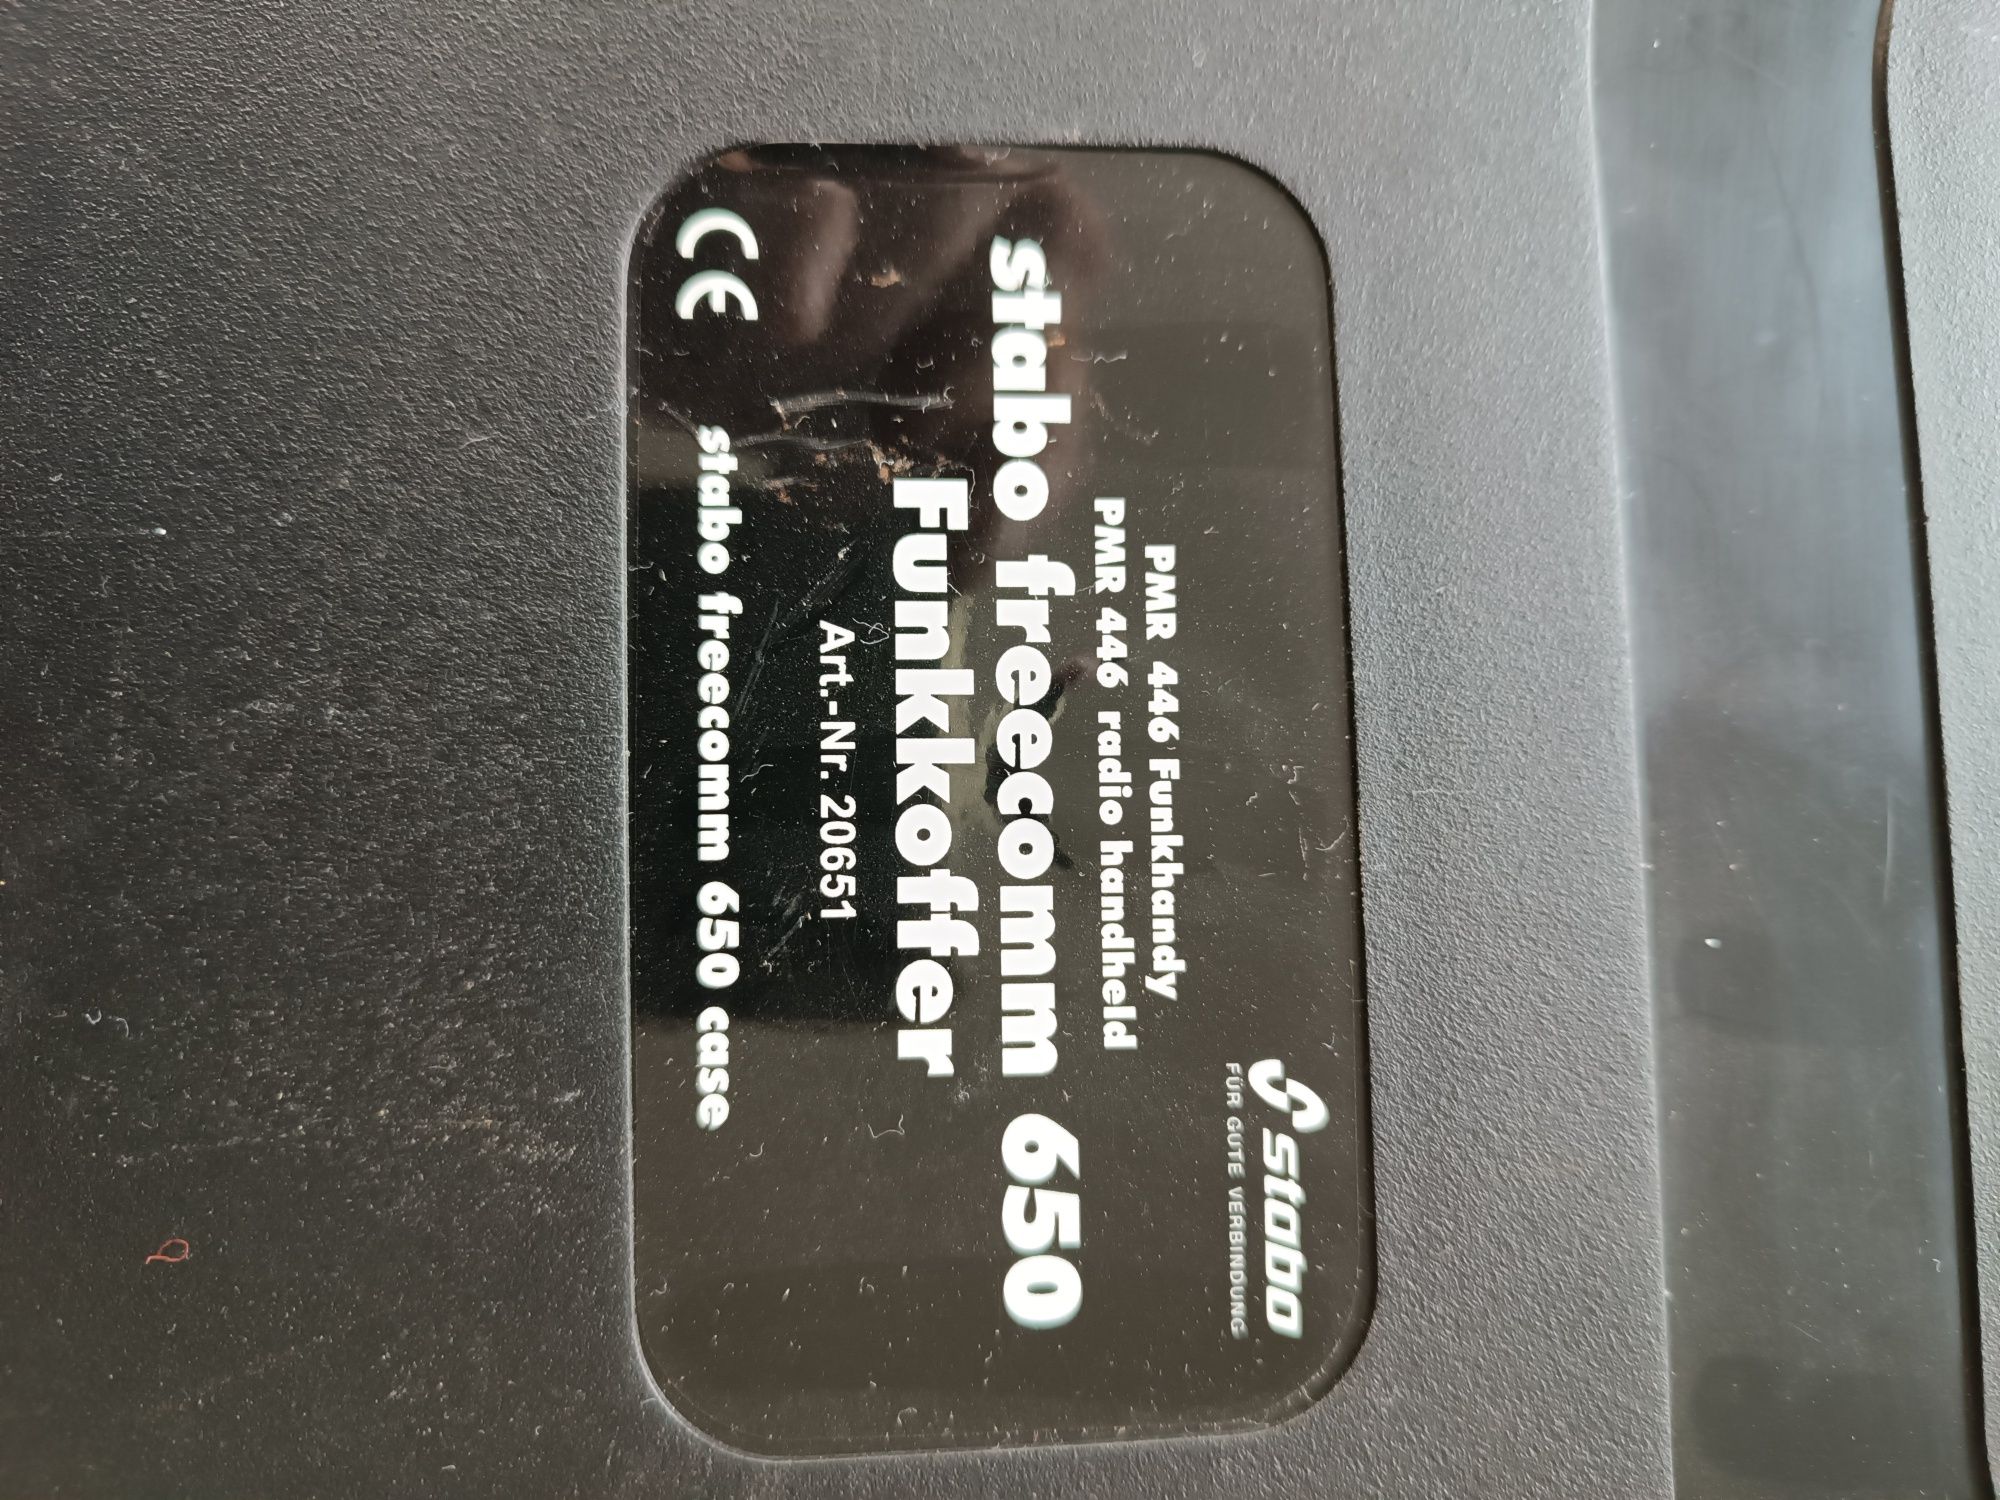 stabo
FÜR GUTE VERBINDUNG
PMR 446 Funkhandy
PMR 446 radio handheld
stabo freecomm 650
Funkkoffer
Art.-Nr. 20651
CE
stabo freecomm 650 case